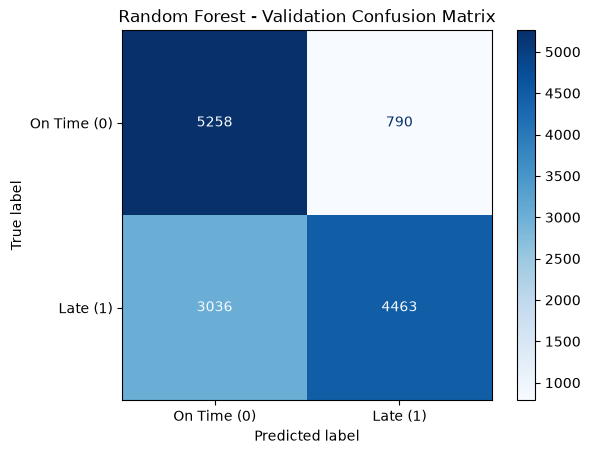 Random Forest - Validation Confusion Matrix
True label
On Time (0)
5258
790
Late (1)
3036
4463
On Time (0)
Late (1)
Predicted label
5000
4500
4000
3500
3000
2500
2000
1500
1000